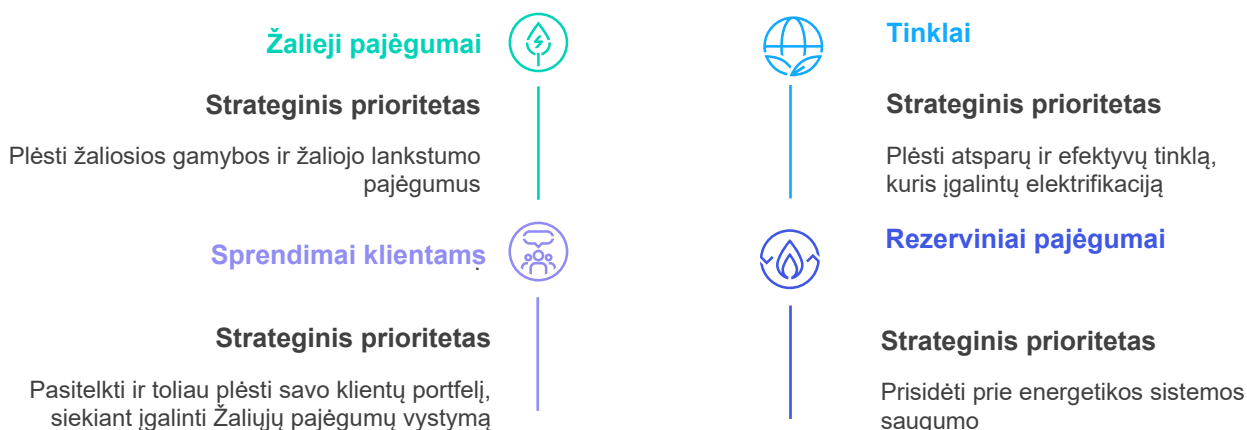 Žalieji pajėgumai
Strateginis prioritetas
Plėsti žaliosios gamybos ir žaliojo lankstumo
pajėgumus
Tinklai
Strateginis prioritetas
Plėsti atsparų ir efektyvų tinklą,
kuris įgalintų elektrifikaciją
Sprendimai klientams
Strateginis prioritetas
Pasitelkti ir toliau plėsti savo klientų portfelį,
siekiant įgalinti Žaliųjų pajėgumų vystymą
Rezerviniai pajėgumai
Strateginis prioritetas
Prisidėti prie energetikos sistemos
saugumo